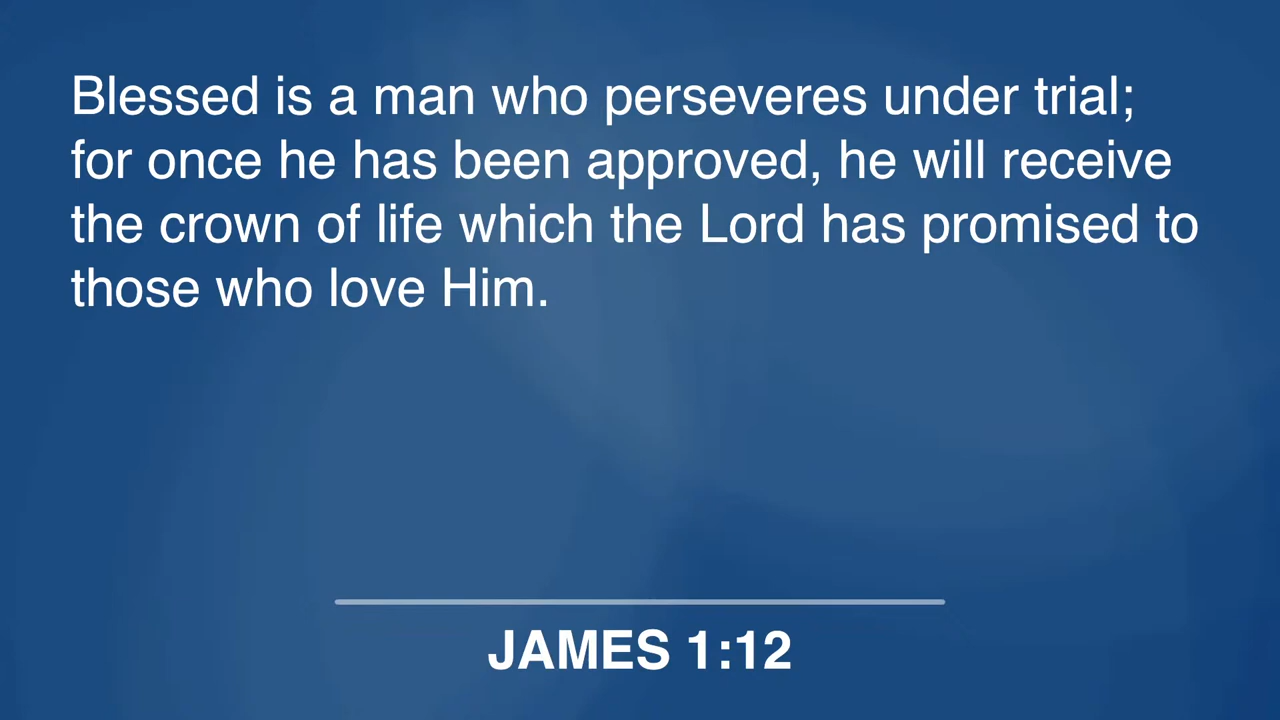 Blessed is a man who perseveres under trial;
for once he has been approved, he will receive
the crown of life which the Lord has promised to
those who love Him.
JAMES 1:12